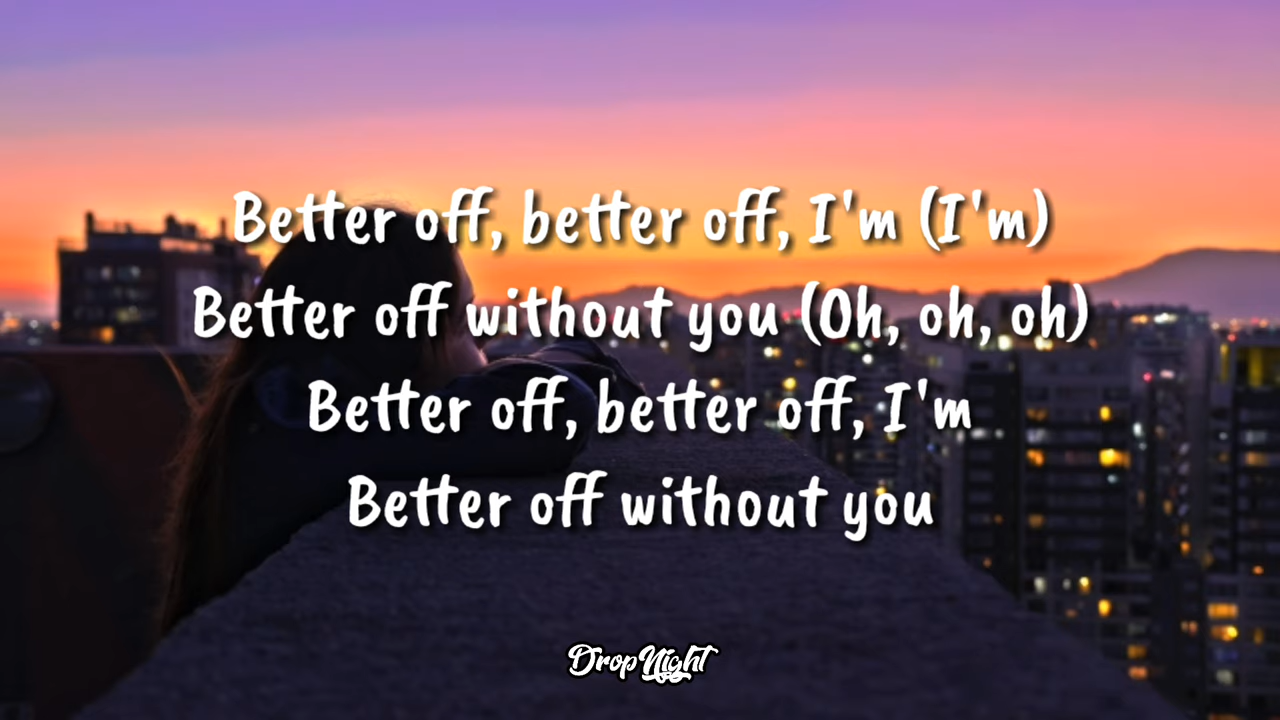 Better off, better off, I'm (I'm)
Better off without you (Oh, oh, oh)
Better off, better off, I'm
Better off without you
DropNight